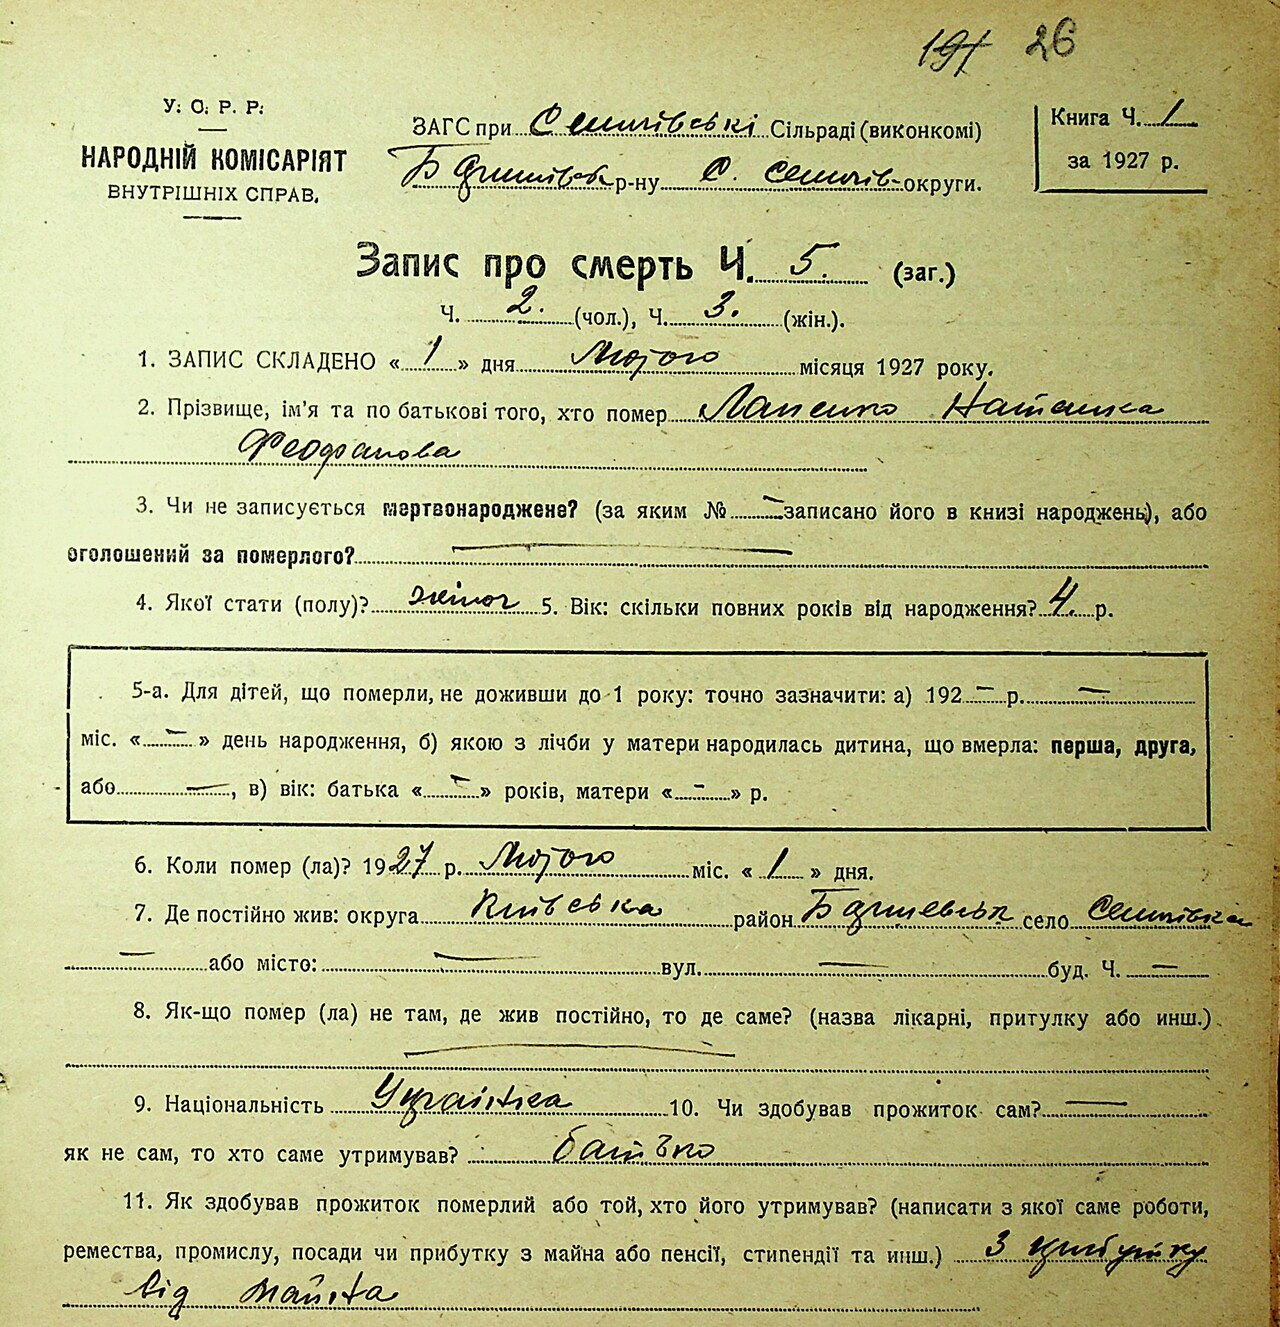 26
У. С. Р. Р.
НАРОДНІЙ КОМІСАРІЯТ
ВНУТРІШНІХ СПРАВ.
ЗАГС при Семигівські Сільраді (виконкомі)
р-ну С. округи.
Книга Ч. 1
за 1927 р.
Запис про смерть Ч. 5. (заг.)
Ч. 2. (чол.), Ч. 3. (жін.).
1. ЗАПИС СКЛАДЕНО « 1 » дня Лютого місяця 1927 року.
2. Прізвище, ім'я та по батькові того, хто помер Лапенко Наталка
Феофанова
3. Чи не записується мертвонароджене? (за яким № — записано його в книзі народжень), або
оголошений за померлого? —
4. Якої стати (полу)? жіноч 5. Вік: скільки повних років від народження? 4. р.
5-а. Для дітей, що померли, не доживши до 1 року: точно зазначити: а) 192 — р. —
міс. « — » день народження, б) якою з лічби у матери народилась дитина, що вмерла: перша, друга,
або —, в) вік: батька « — » років, матери « — » р.
6. Коли помер (ла)? 1927 р. Лютого міс. « 1 » дня.
7. Де постійно жив: округа Київська район село
— або місто: — вул. — буд. Ч. —
8. Як-що помер (ла) не там, де жив постійно, то де саме? (назва лікарні, притулку або инш.)
—
9. Національність Українка 10. Чи здобував прожиток сам? —
як не сам, то хто саме утримував? батько
11. Як здобував прожиток померлий або той, хто його утримував? (написати з якої саме роботи,
ремества, промислу, посади чи прибутку з майна або пенсії, стипендії та инш.) З прибутку
від майна